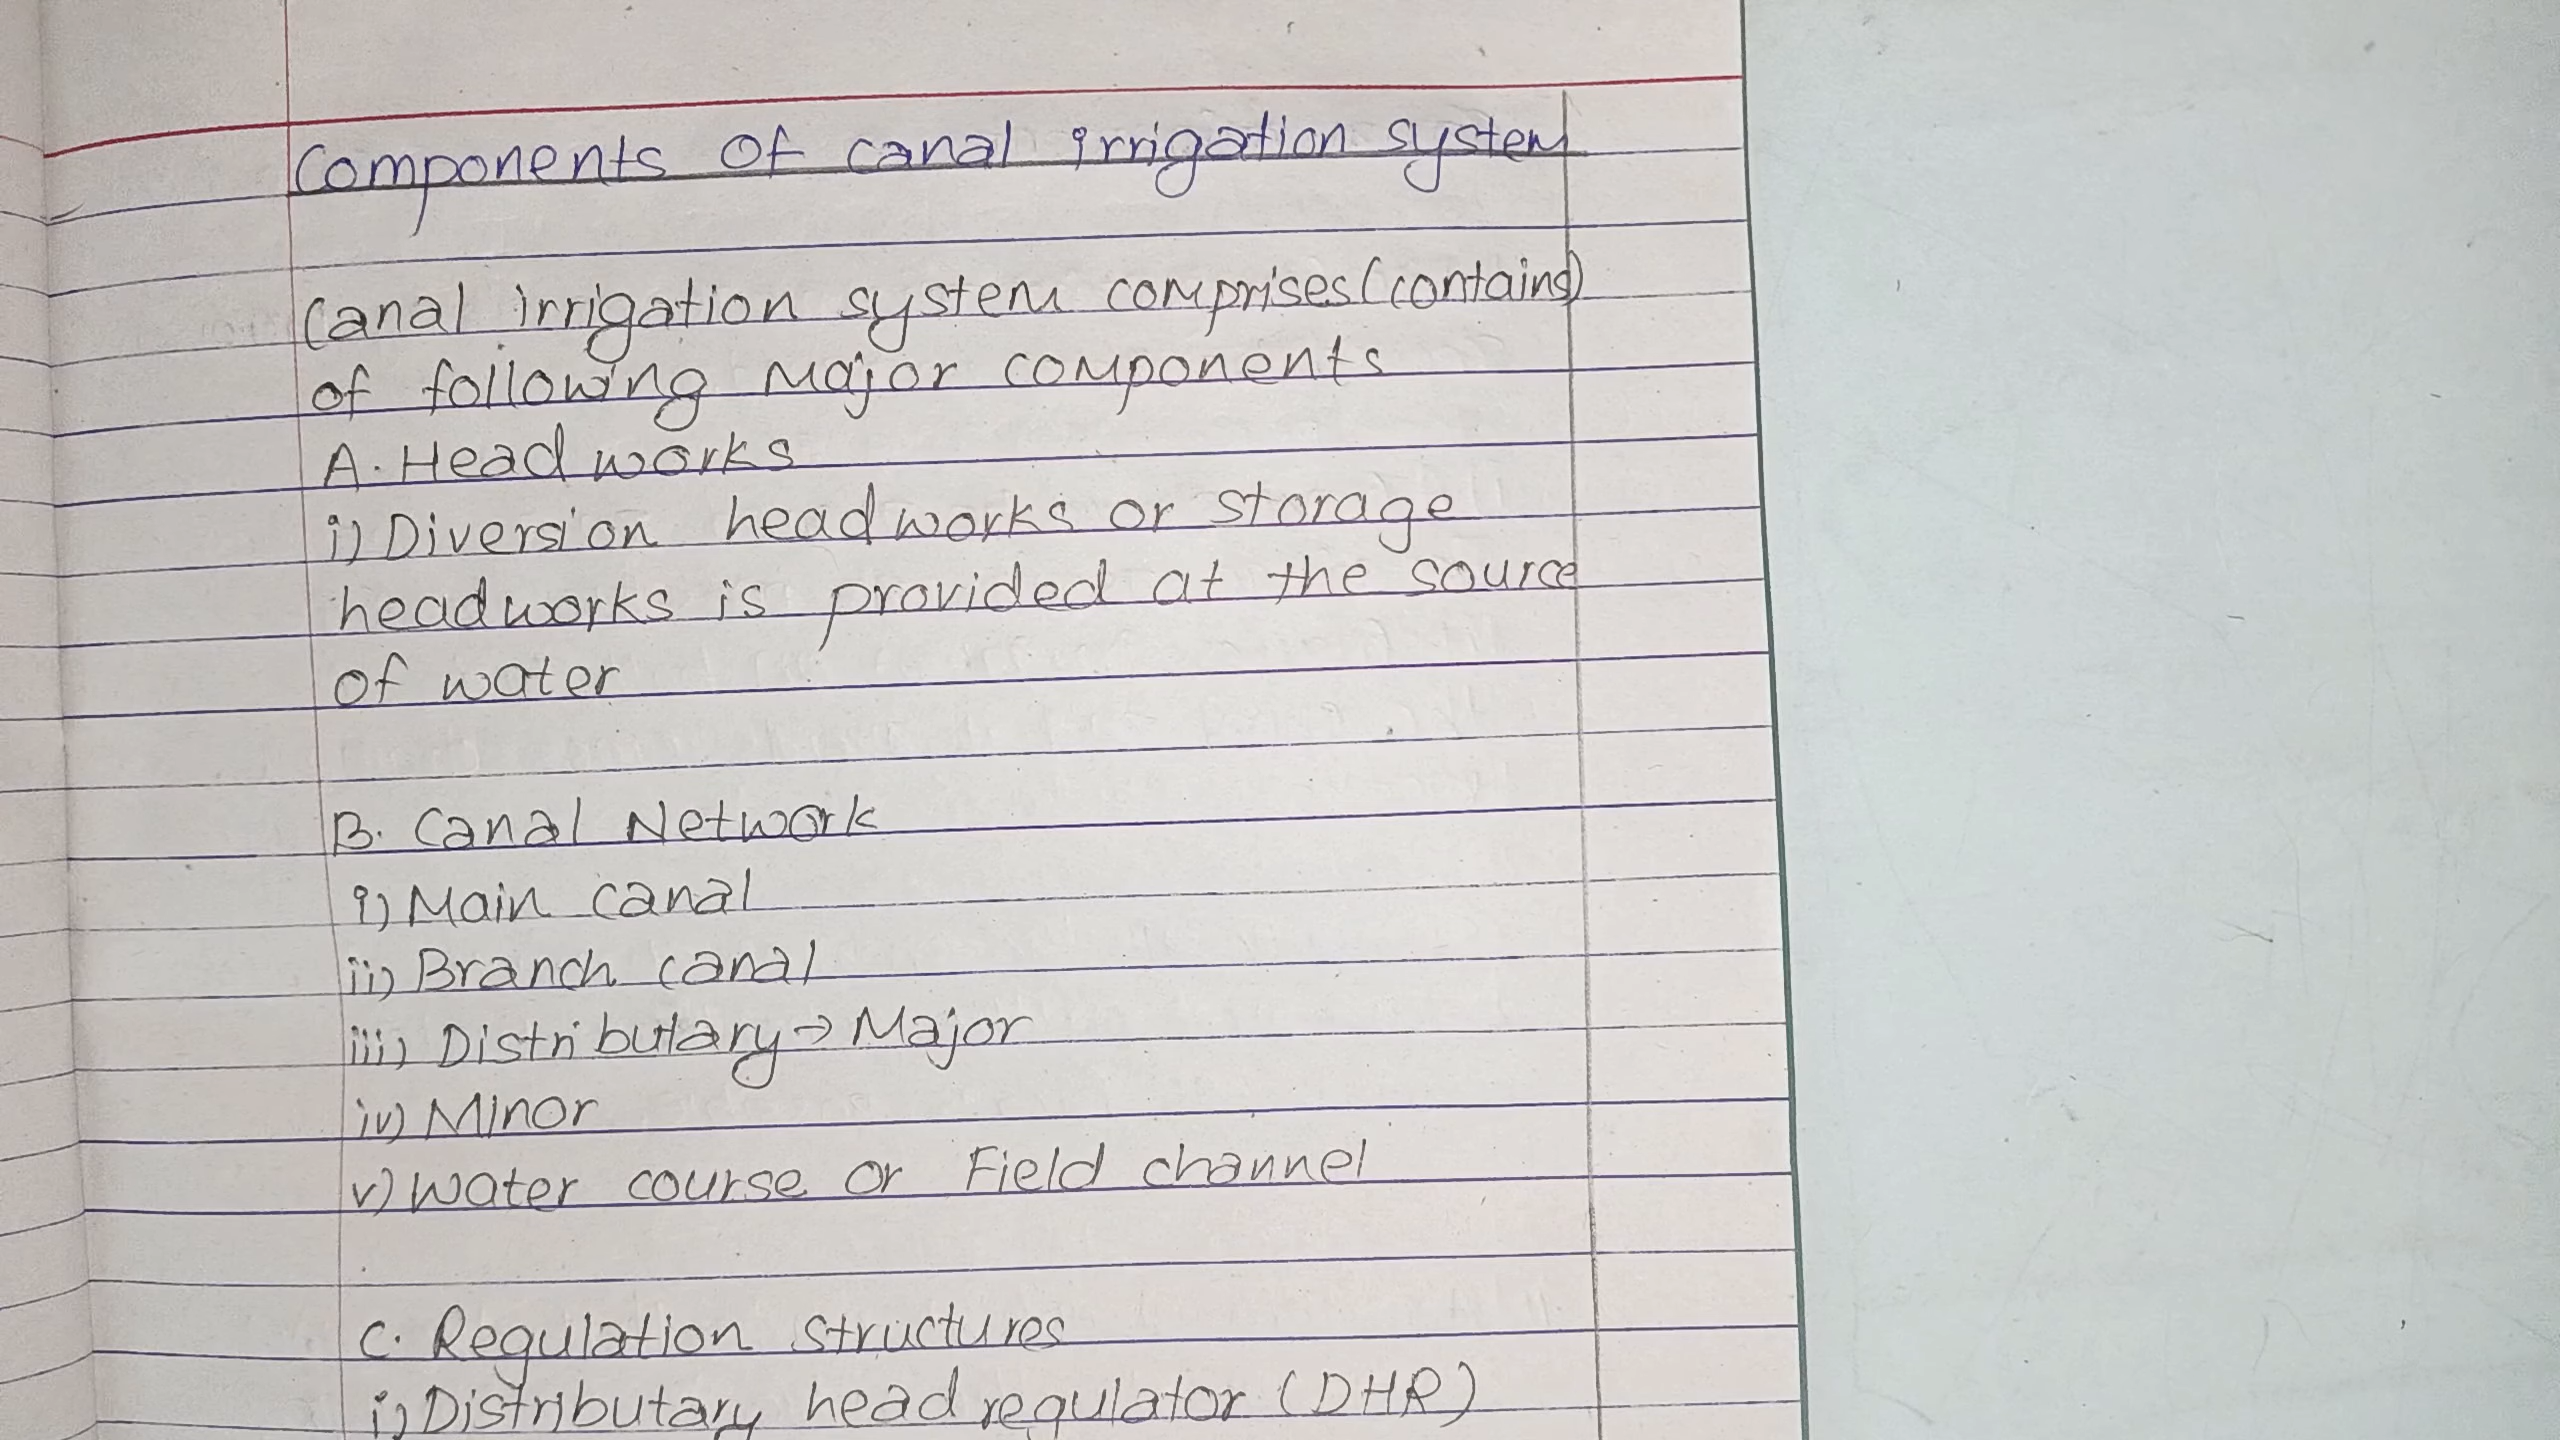 Components of canal irrigation system
Canal irrigation system comprises (contains)
of following Major components
A. Head works
i) Diversion headworks or storage
headworks is provided at the source
of water
B. Canal Network
i) Main canal
ii) Branch canal
iii) Distributary → Major
iv) Minor
v) Water course or Field channel
C. Regulation structures
i) Distributary head regulator (DHR)